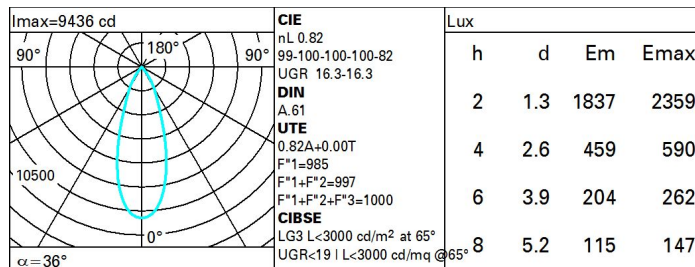 Imax=9436 cd
90°
180°
90°
10500
0°
α=36°
CIE
nL 0.82
99-100-100-100-82
UGR 16.3-16.3
DIN
A.61
UTE
0.82A+0.00T
F"1=985
F"1+F"2=997
F"1+F"2+F"3=1000
CIBSE
LG3 L<3000 cd/m² at 65°
UGR<19 | L<3000 cd/mq @65°
Lux
h d Em Emax
2 1.3 1837 2359
4 2.6 459 590
6 3.9 204 262
8 5.2 115 147